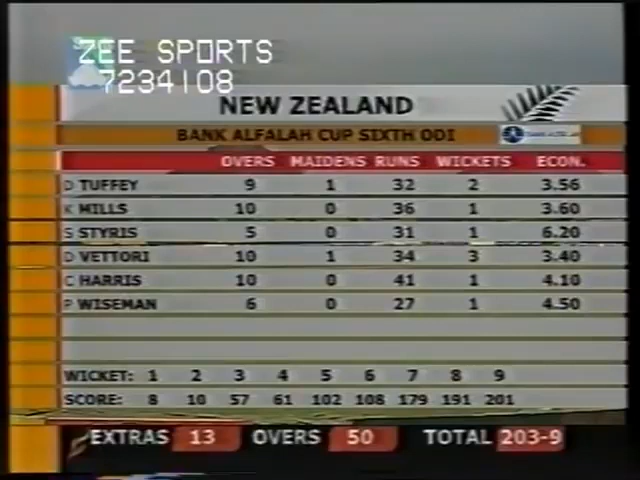 ZEE SPORTS
7234108
NEW ZEALAND
BANK ALFALAH CUP SIXTH ODI
OVERS MAIDENS RUNS WICKETS ECON.
D TUFFEY 9 1 32 2 3.56
K MILLS 10 0 36 1 3.60
S STYRIS 5 0 31 1 6.20
D VETTORI 10 1 34 3 3.40
C HARRIS 10 0 41 1 4.10
P WISEMAN 6 0 27 1 4.50
WICKET: 1 2 3 4 5 6 7 8 9
SCORE: 8 10 57 61 102 108 179 191 201
EXTRAS 13 OVERS 50 TOTAL 203-9